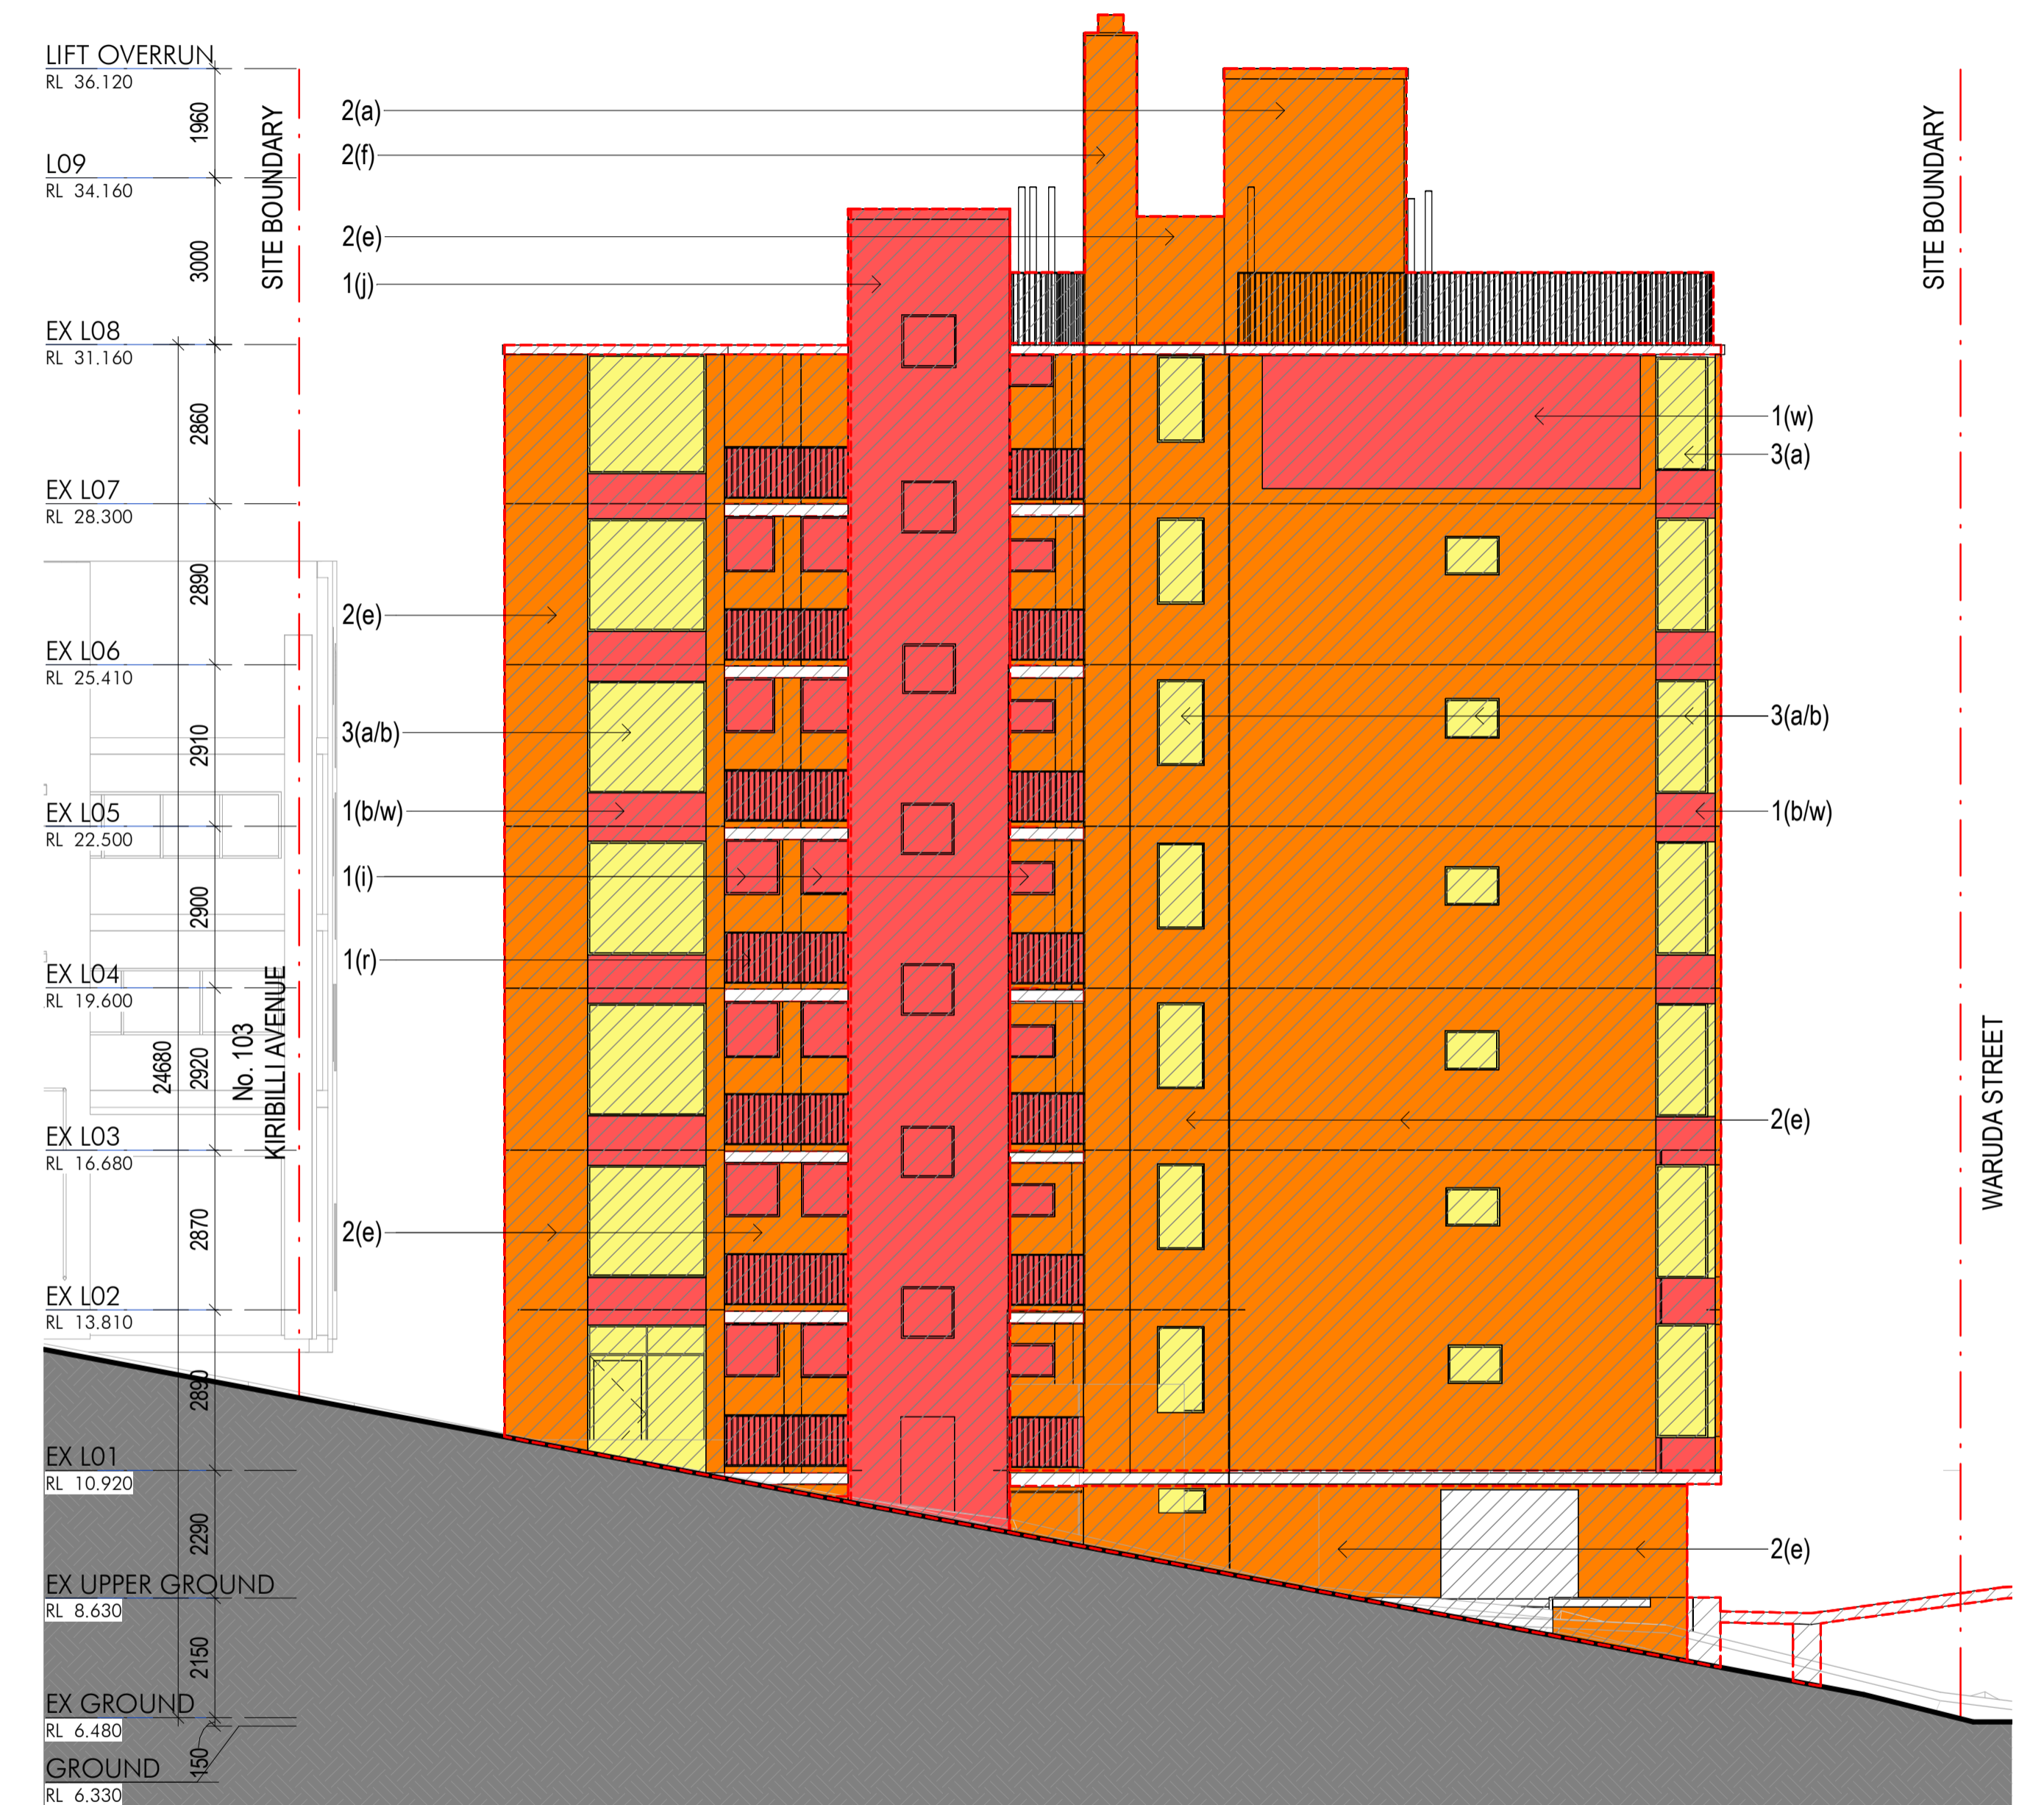 LIFT OVERRUN
RL 36.120
1960
L09
RL 34.160
3000
EX L08
RL 31.160
2860
EX L07
RL 28.300
2890
EX L06
RL 25.410
2910
EX L05
RL 22.500
2900
EX L04
RL 19.600
2920
24680
EX L03
RL 16.680
2870
EX L02
RL 13.810
2890
EX L01
RL 10.920
2290
EX UPPER GROUND
RL 8.630
2150
EX GROUND
RL 6.480
150
GROUND
RL 6.330
SITE BOUNDARY
No. 103
KIRIBILLI AVENUE
2(a)
2(f)
2(e)
1(j)
2(e)
3(a/b)
1(b/w)
1(i)
1(r)
2(e)
1(w)
3(a)
3(a/b)
1(b/w)
2(e)
2(e)
SITE BOUNDARY
WARUDA STREET